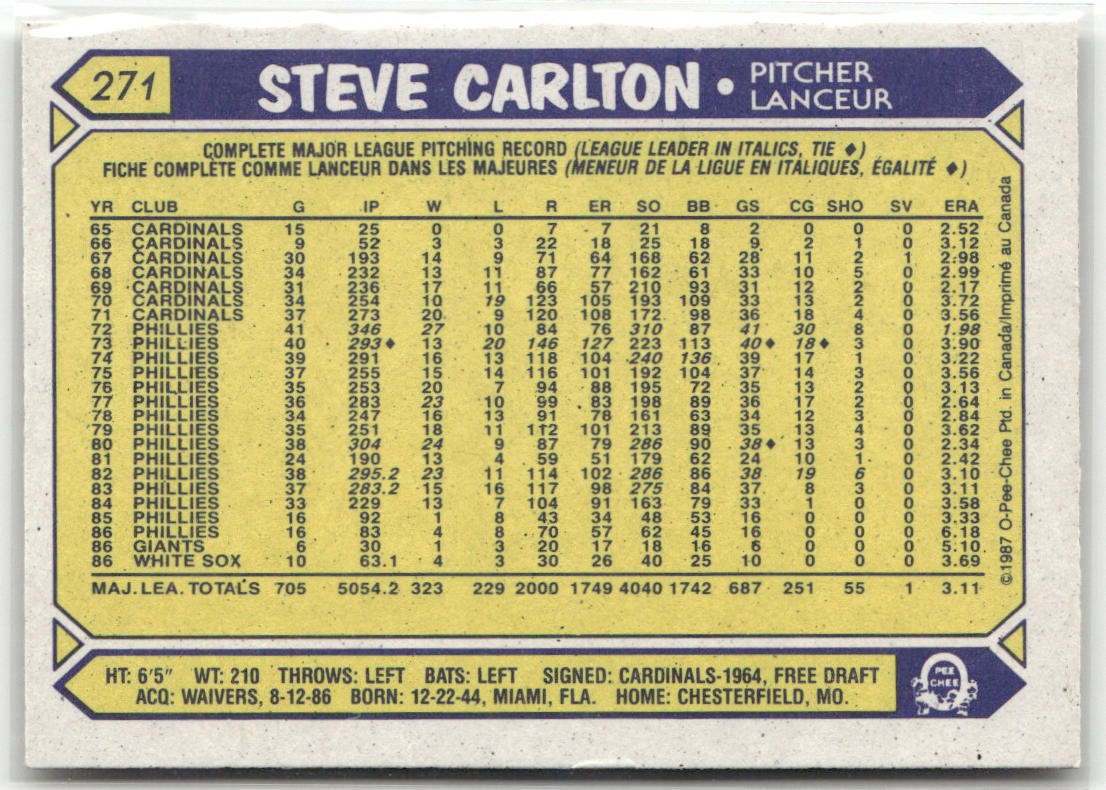 271 STEVE CARLTON • PITCHER LANCEUR
COMPLETE MAJOR LEAGUE PITCHING RECORD (LEAGUE LEADER IN ITALICS, TIE ♦)
FICHE COMPLÈTE COMME LANCEUR DANS LES MAJEURES (MENEUR DE LA LIGUE EN ITALIQUES, ÉGALITÉ ♦)
YR CLUB G IP W L R ER SO BB GS CG SHO SV ERA
65 CARDINALS 15 25 0 0 7 7 21 8 2 0 0 0 2.52
66 CARDINALS 9 52 3 3 22 18 25 18 9 2 1 0 3.12
67 CARDINALS 30 193 14 9 71 64 168 62 28 11 2 1 2.98
68 CARDINALS 34 232 13 11 87 77 162 61 33 10 5 0 2.99
69 CARDINALS 31 236 17 11 66 57 210 93 31 12 2 0 2.17
70 CARDINALS 34 254 10 19 123 105 193 109 33 13 2 0 3.72
71 CARDINALS 37 273 20 9 120 108 172 98 36 18 4 0 3.56
72 PHILLIES 41 346 27 10 84 76 310 87 41 30 8 0 1.98
73 PHILLIES 40 293♦ 13 20 146 127 223 113 40♦ 18♦ 3 0 3.90
74 PHILLIES 39 291 16 13 118 104 240 136 39 17 1 0 3.22
75 PHILLIES 37 255 15 14 116 101 192 104 37 14 3 0 3.56
76 PHILLIES 35 253 20 7 94 88 195 72 35 13 2 0 3.13
77 PHILLIES 36 283 23 10 99 83 198 89 36 17 2 0 2.64
78 PHILLIES 34 247 16 13 91 78 161 63 34 12 3 0 2.84
79 PHILLIES 35 251 18 11 112 101 213 89 35 13 4 0 3.62
80 PHILLIES 38 304 24 9 87 79 286 90 38♦ 13 3 0 2.34
81 PHILLIES 24 190 13 4 59 51 179 62 24 10 1 0 2.42
82 PHILLIES 38 295.2 23 11 114 102 286 86 38 19 6 0 3.10
83 PHILLIES 37 283.2 15 16 117 98 275 84 37 8 3 0 3.11
84 PHILLIES 33 229 13 7 104 91 163 79 33 1 0 0 3.58
85 PHILLIES 16 92 1 8 43 34 48 53 16 0 0 0 3.33
86 PHILLIES 16 83 4 8 70 57 62 45 16 0 0 0 6.18
86 GIANTS 6 30 1 3 20 17 18 16 6 0 0 0 5.10
86 WHITE SOX 10 63.1 4 3 30 26 40 25 10 0 0 0 3.69
MAJ. LEA. TOTALS 705 5054.2 323 229 2000 1749 4040 1742 687 251 55 1 3.11
©1987 O-Pee-Chee Ptd. in Canada/Imprimé au Canada
HT: 6'5" WT: 210 THROWS: LEFT BATS: LEFT SIGNED: CARDINALS-1964, FREE DRAFT
ACQ: WAIVERS, 8-12-86 BORN: 12-22-44, MIAMI, FLA. HOME: CHESTERFIELD, MO.
PEE
CHEE